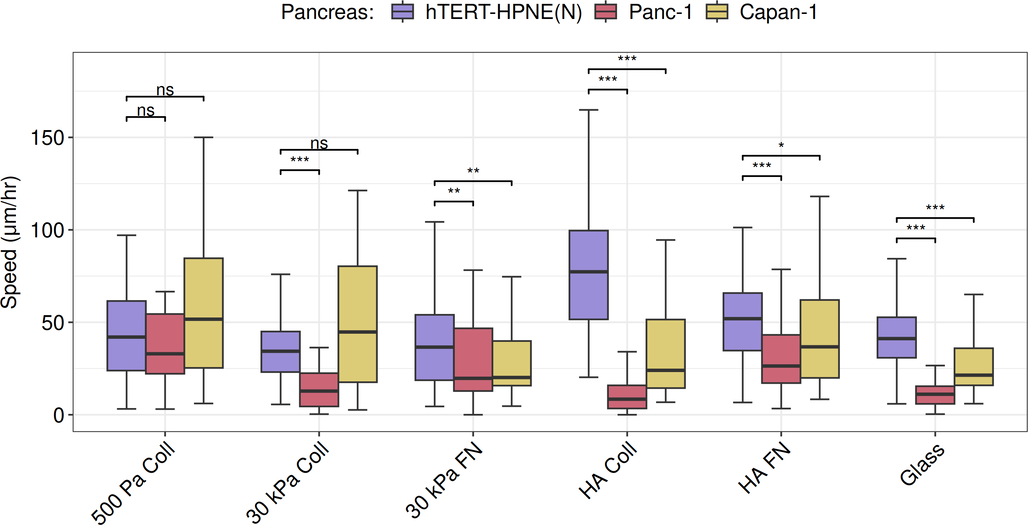 Pancreas: hTERT-HPNE(N) Panc-1 Capan-1
Speed (μm/hr)
150
100
50
0
ns
ns
ns
***
**
**
***
***
*
***
***
***
500 Pa Coll
30 kPa Coll
30 kPa FN
HA Coll
HA FN
Glass